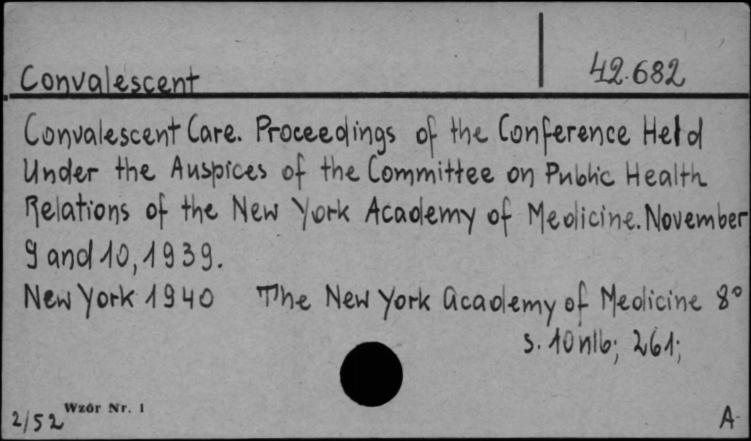 Convalescent 42.682
Convalescent Care. Proceedings of the Conference Held
Under the Auspices of the Committee on Public Health
Relations of the New York Academy of Medicine. November
9 and 10, 1939.
New York 1940 The New York Academy of Medicine 8°
s. 10 nlb; 261;
Wzór Nr. 1
2/52 A